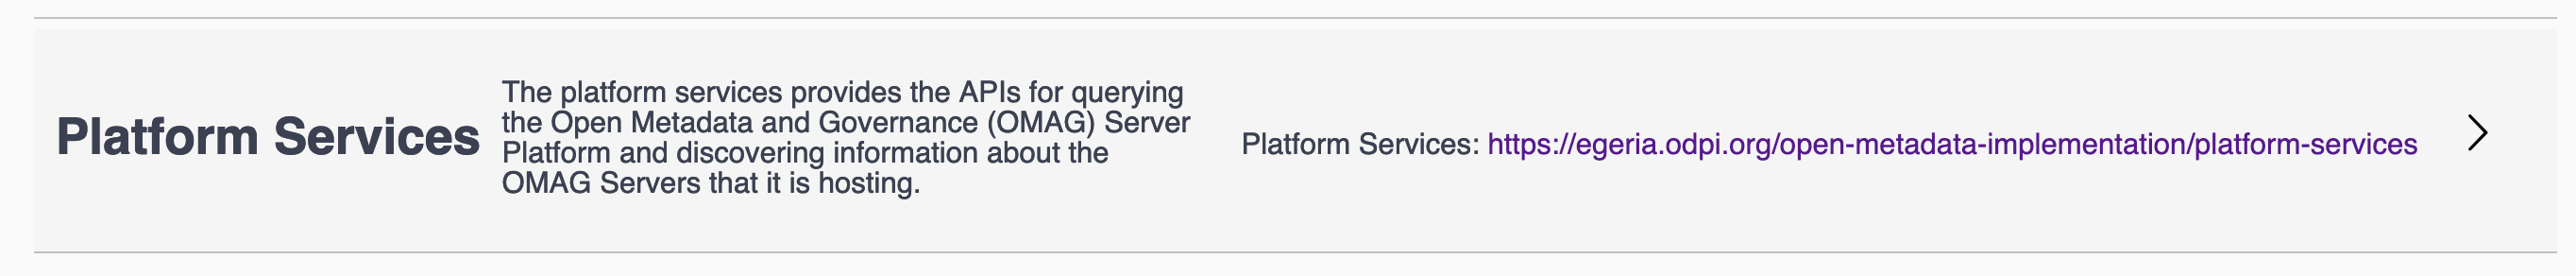 Platform Services
The platform services provides the APIs for querying
the Open Metadata and Governance (OMAG) Server
Platform and discovering information about the
OMAG Servers that it is hosting.
Platform Services: https://egeria.odpi.org/open-metadata-implementation/platform-services